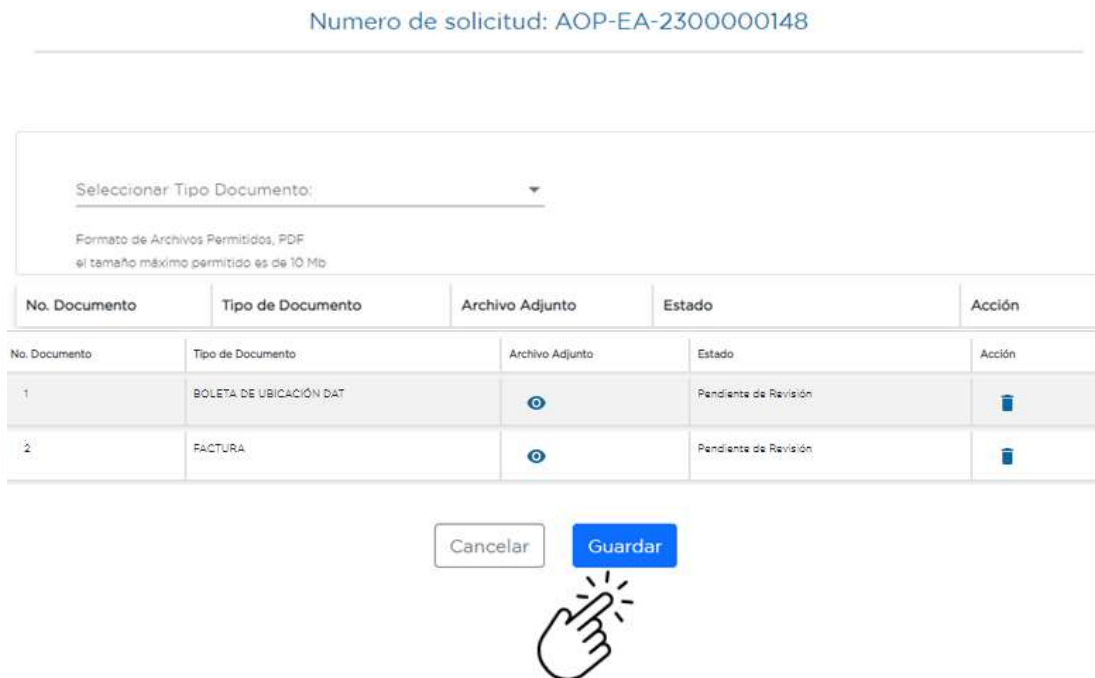 Numero de solicitud: AOP-EA-2300000148
Seleccionar Tipo Documento:
Formato de Archivos Permitidos, PDF
el tamaño máximo permitido es de 10 Mb
No. Documento Tipo de Documento Archivo Adjunto Estado Acción
No. Documento Tipo de Documento Archivo Adjunto Estado Acción
1 BOLETA DE UBICACIÓN DAT Pendiente de Revisión
2 FACTURA Pendiente de Revisión
Cancelar Guardar